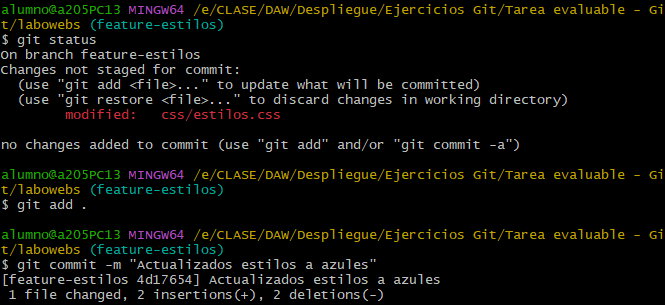 alumno@a205PC13 MINGW64 /e/CLASE/DAW/Despliegue/Ejercicios Git/Tarea evaluable - Gi
t/labowebs (feature-estilos)
$ git status
On branch feature-estilos
Changes not staged for commit:
  (use "git add <file>..." to update what will be committed)
  (use "git restore <file>..." to discard changes in working directory)
        modified:   css/estilos.css

no changes added to commit (use "git add" and/or "git commit -a")

alumno@a205PC13 MINGW64 /e/CLASE/DAW/Despliegue/Ejercicios Git/Tarea evaluable - Gi
t/labowebs (feature-estilos)
$ git add .

alumno@a205PC13 MINGW64 /e/CLASE/DAW/Despliegue/Ejercicios Git/Tarea evaluable - Gi
t/labowebs (feature-estilos)
$ git commit -m "Actualizados estilos a azules"
[feature-estilos 4d17654] Actualizados estilos a azules
 1 file changed, 2 insertions(+), 2 deletions(-)